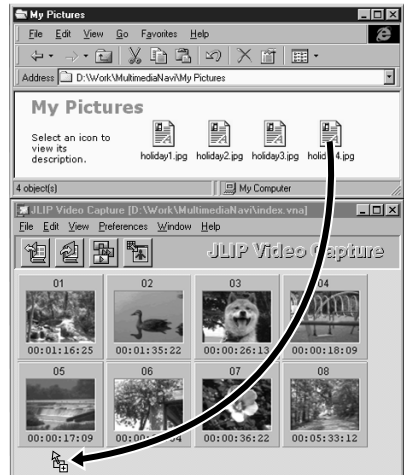 My Pictures
File Edit View Go Favorites Help
Address D:\Work\MultimediaNavi\My Pictures
My Pictures
Select an icon to
view its
description.
holiday1.jpg holiday2.jpg holiday3.jpg
4 object(s) My Computer
JLIP Video Capture [D:\Work\MultimediaNavi\index.vna]
File Edit View Preferences Window Help
JLIP Video Capture
01 02 03 04
00:01:16:25 00:01:35:22 00:00:26:13 00:00:18:09
05 06 07 08
00:00:17:09 00:00:36:22 00:05:33:12